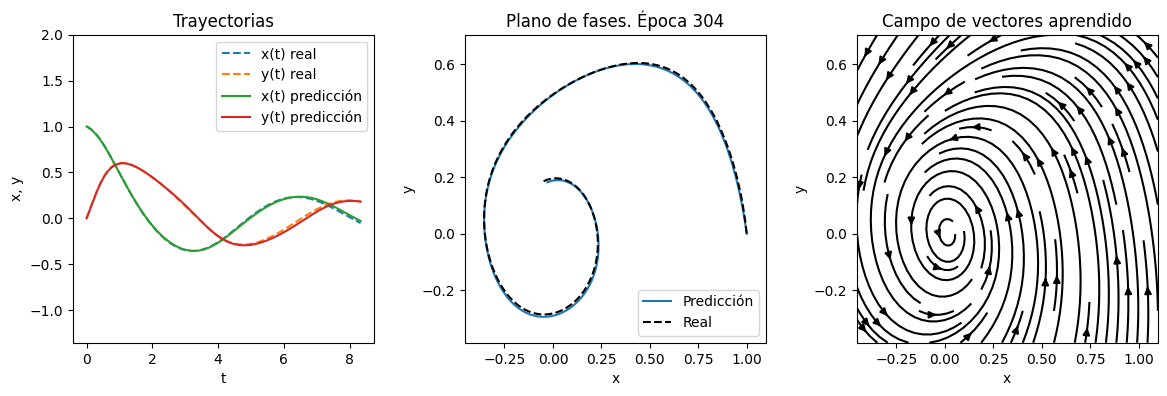 Trayectorias
2.0
1.5
1.0
0.5
0.0
−0.5
−1.0
x, y
0 2 4 6 8
t
x(t) real
y(t) real
x(t) predicción
y(t) predicción
Plano de fases. Época 304
0.6
0.4
0.2
0.0
−0.2
y
−0.25 0.00 0.25 0.50 0.75 1.00
x
Predicción
Real
Campo de vectores aprendido
0.6
0.4
0.2
0.0
−0.2
y
−0.25 0.00 0.25 0.50 0.75 1.00
x